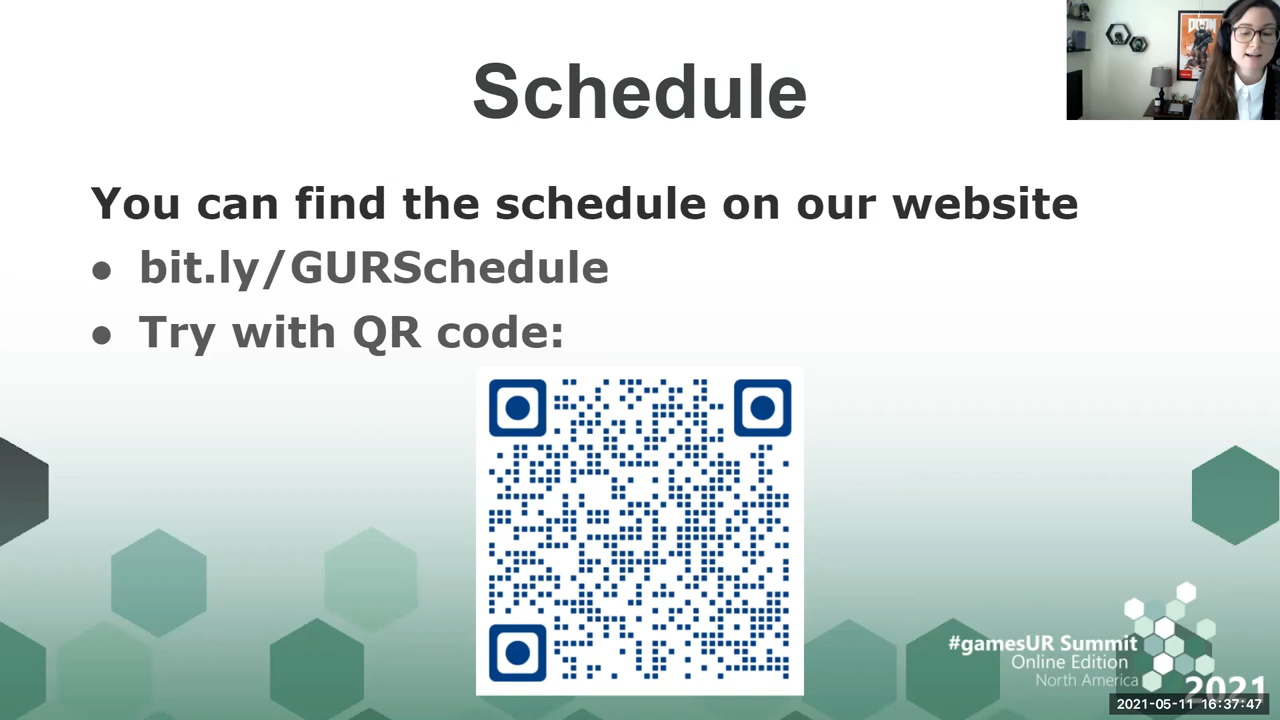 Schedule
You can find the schedule on our website
● bit.ly/GURSchedule
● Try with QR code:
#gamesUR Summit
Online Edition
North America
2021
2021-05-11 16:37:47
DOOM